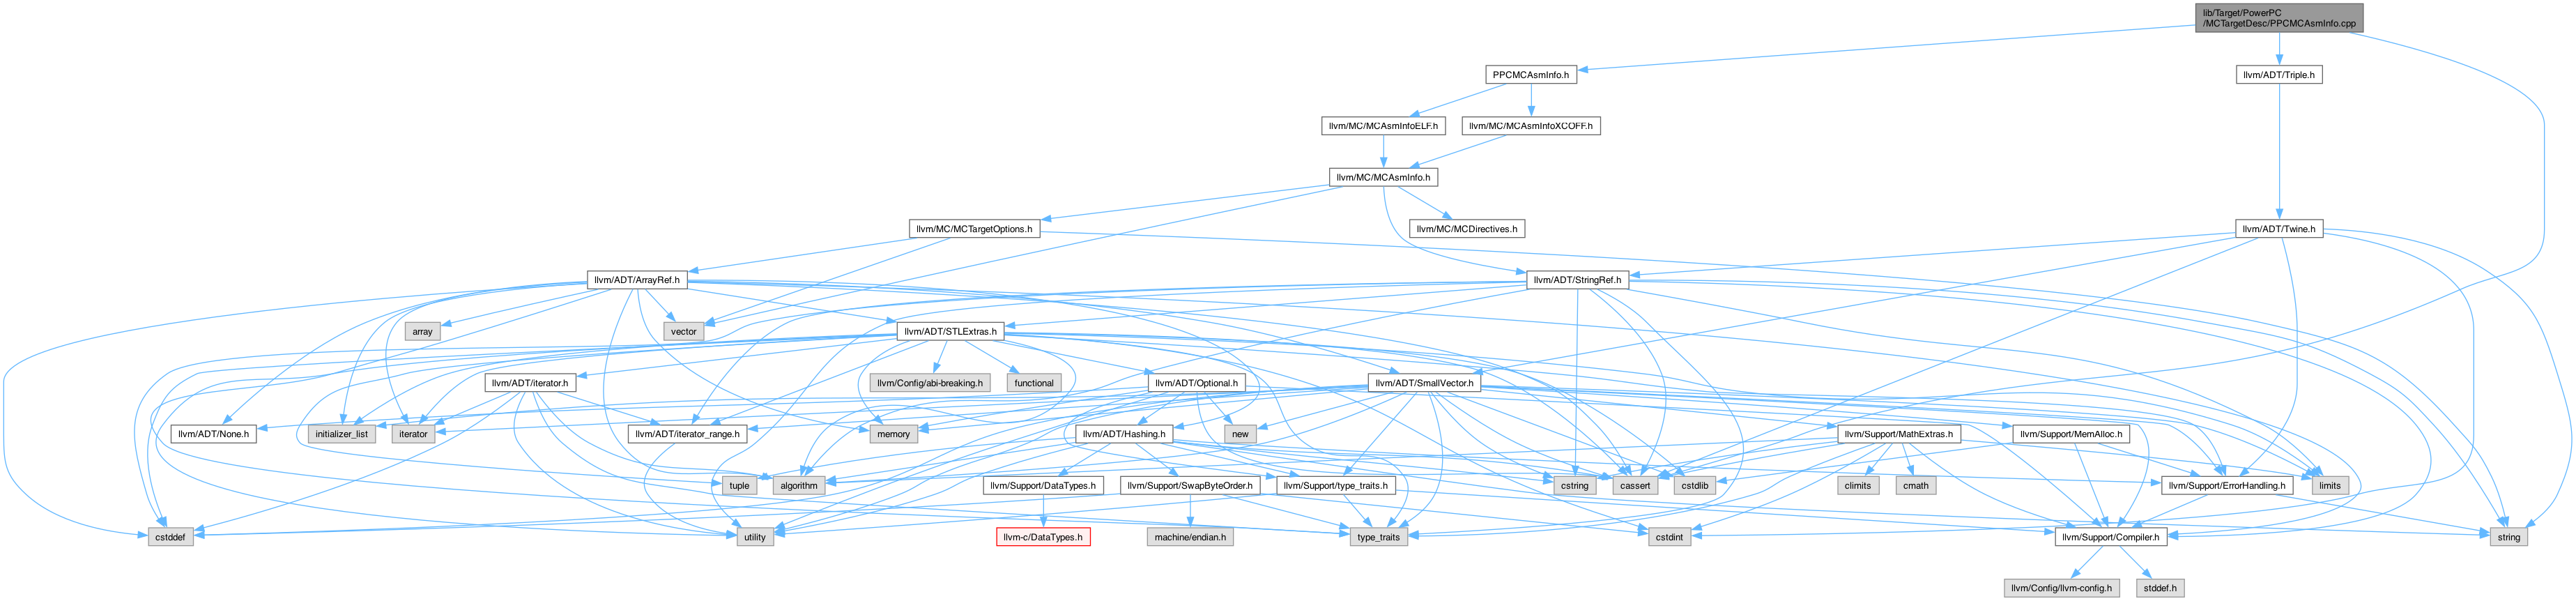 lib/Target/PowerPC
/MCTargetDesc/PPCMCAsmInfo.cpp
PPCMCAsmInfo.h
llvm/ADT/Triple.h
llvm/MC/MCAsmInfoELF.h
llvm/MC/MCAsmInfoXCOFF.h
llvm/MC/MCAsmInfo.h
llvm/MC/MCTargetOptions.h
llvm/MC/MCDirectives.h
llvm/ADT/Twine.h
llvm/ADT/ArrayRef.h
llvm/ADT/StringRef.h
array
vector
llvm/ADT/STLExtras.h
llvm/ADT/iterator.h
llvm/Config/abi-breaking.h
functional
llvm/ADT/Optional.h
llvm/ADT/SmallVector.h
llvm/ADT/None.h
initializer_list
iterator
llvm/ADT/iterator_range.h
memory
llvm/ADT/Hashing.h
new
llvm/Support/MathExtras.h
llvm/Support/MemAlloc.h
tuple
algorithm
llvm/Support/DataTypes.h
llvm/Support/SwapByteOrder.h
llvm/Support/type_traits.h
cstring
cassert
cstdlib
climits
cmath
llvm/Support/ErrorHandling.h
limits
cstddef
utility
llvm-c/DataTypes.h
machine/endian.h
type_traits
cstdint
llvm/Support/Compiler.h
string
llvm/Config/llvm-config.h
stddef.h